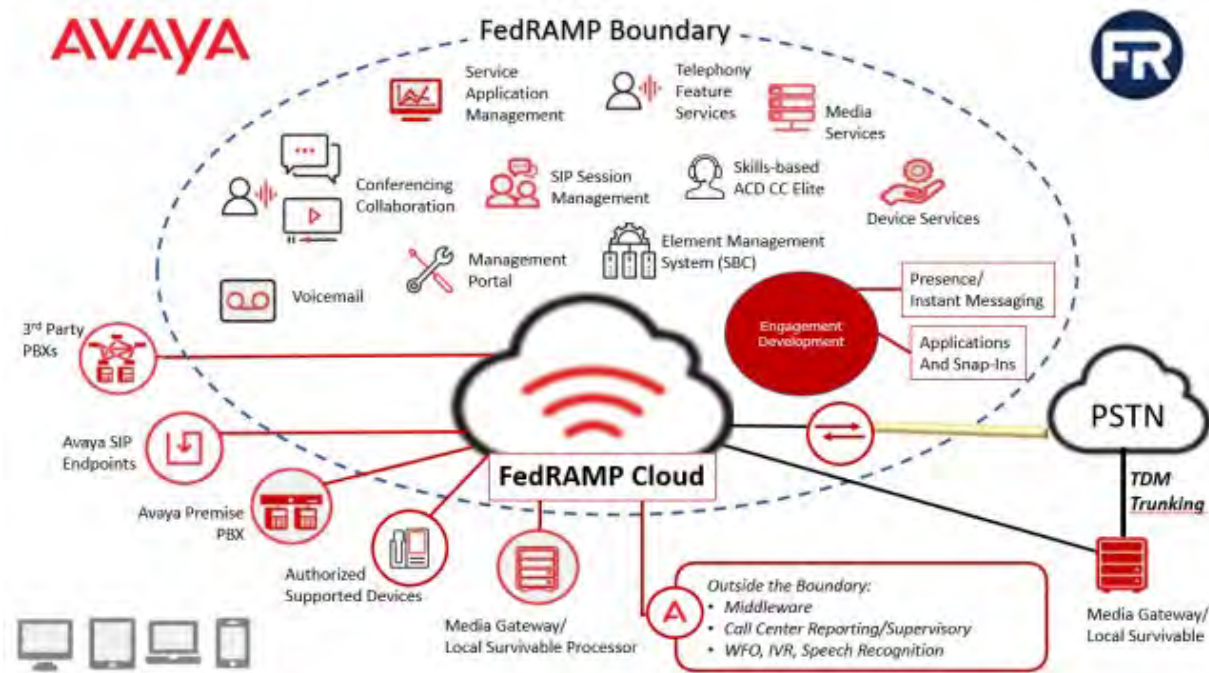 AVAYA
FedRAMP Boundary
FR
Service
Application
Management
Telephony
Feature
Services
Media
Services
Conferencing
Collaboration
SIP Session
Management
Skills-based
ACD CC Elite
Device Services
Management
Portal
Element Management
System (SBC)
Voicemail
Engagement
Development
Presence/
Instant Messaging
Applications
And Snap-Ins
3rd Party
PBXs
Avaya SIP
Endpoints
Avaya Premise
PBX
Authorized
Supported Devices
FedRAMP Cloud
PSTN
TDM
Trunking
Media Gateway/
Local Survivable Processor
Outside the Boundary:
• Middleware
• Call Center Reporting/Supervisory
• WFO, IVR, Speech Recognition
A
Media Gateway/
Local Survivable